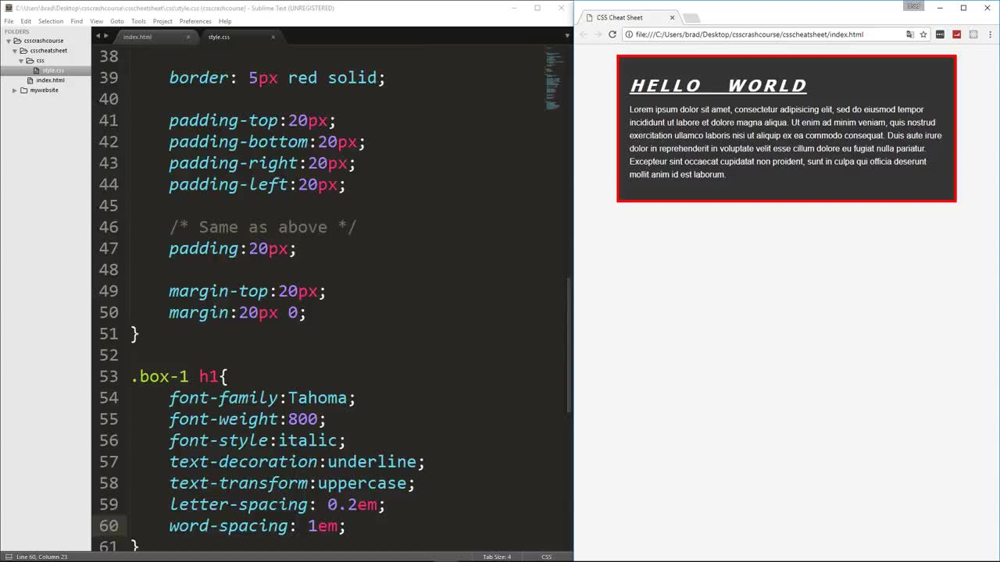 C:\Users\brad\Desktop\csscrashcourse\csscheatsheet\css\style.css (csscrashcourse) - Sublime Text (UNREGISTERED)
File Edit Selection Find View Goto Tools Project Preferences Help
FOLDERS
csscrashcourse
csscheatsheet
css
style.css
index.html
mywebsite
index.html
style.css
38
39 border: 5px red solid;
40
41 padding-top:20px;
42 padding-bottom:20px;
43 padding-right:20px;
44 padding-left:20px;
45
46 /* Same as above */
47 padding:20px;
48
49 margin-top:20px;
50 margin:20px 0;
51 }
52
53 .box-1 h1{
54 font-family:Tahoma;
55 font-weight:800;
56 font-style:italic;
57 text-decoration:underline;
58 text-transform:uppercase;
59 letter-spacing: 0.2em;
60 word-spacing: 1em;
61 }
Line 60, Column 23
Tab Size: 4
CSS
Brad
CSS Cheat Sheet
file:///C:/Users/brad/Desktop/csscrashcourse/csscheatsheet/index.html
HELLO WORLD
Lorem ipsum dolor sit amet, consectetur adipisicing elit, sed do eiusmod tempor
incididunt ut labore et dolore magna aliqua. Ut enim ad minim veniam, quis nostrud
exercitation ullamco laboris nisi ut aliquip ex ea commodo consequat. Duis aute irure
dolor in reprehenderit in voluptate velit esse cillum dolore eu fugiat nulla pariatur.
Excepteur sint occaecat cupidatat non proident, sunt in culpa qui officia deserunt
mollit anim id est laborum.